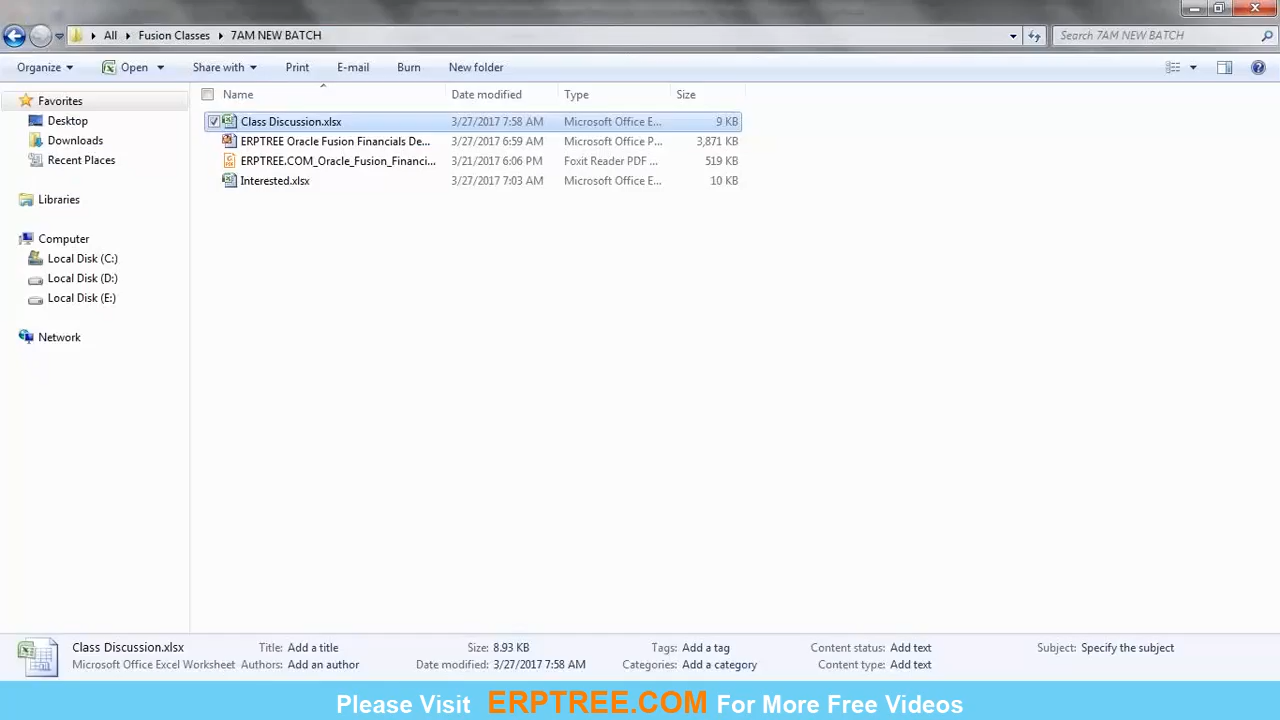 All Fusion Classes 7AM NEW BATCH Search 7AM NEW BATCH
Organize Open Share with Print E-mail Burn New folder
Favorites
Desktop
Downloads
Recent Places
Libraries
Computer
Local Disk (C:)
Local Disk (D:)
Local Disk (E:)
Network
Name Date modified Type Size
Class Discussion.xlsx 3/27/2017 7:58 AM Microsoft Office E... 9 KB
ERPTREE Oracle Fusion Financials De... 3/27/2017 6:59 AM Microsoft Office P... 3,871 KB
ERPTREE.COM_Oracle_Fusion_Financi... 3/21/2017 6:06 PM Foxit Reader PDF ... 519 KB
Interested.xlsx 3/27/2017 7:03 AM Microsoft Office E... 10 KB
Class Discussion.xlsx Title: Add a title Size: 8.93 KB Tags: Add a tag Content status: Add text Subject: Specify the subject
Microsoft Office Excel Worksheet Authors: Add an author Date modified: 3/27/2017 7:58 AM Categories: Add a category Content type: Add text
Please Visit ERPTREE.COM For More Free Videos